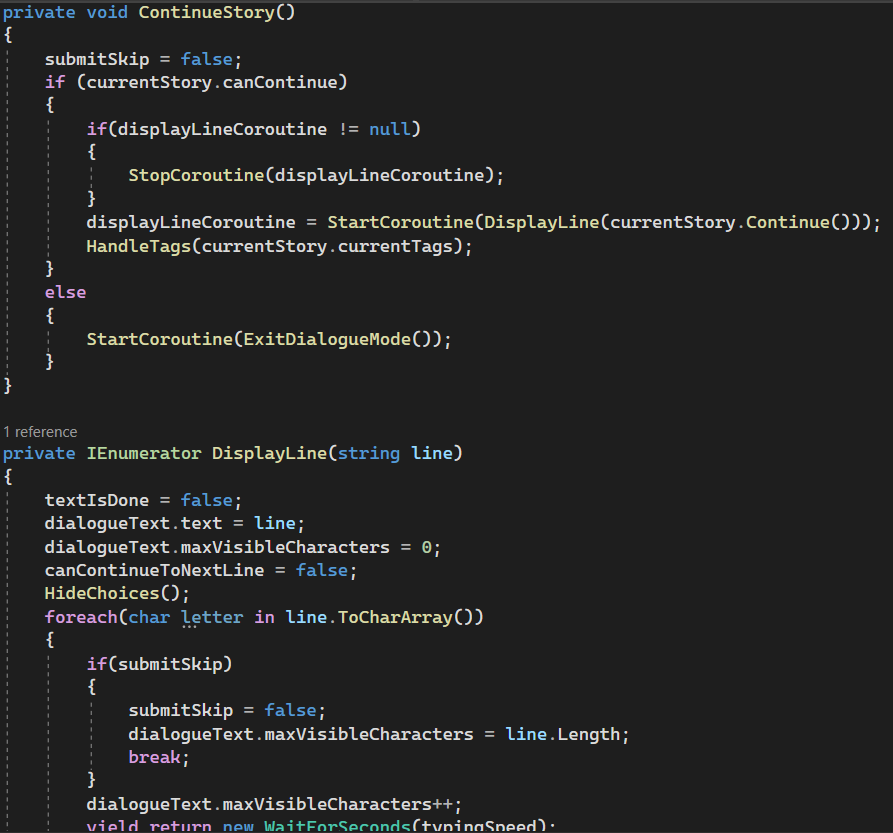 private void ContinueStory()
{
    submitSkip = false;
    if (currentStory.canContinue)
    {
        if(displayLineCoroutine != null)
        {
            StopCoroutine(displayLineCoroutine);
        }
        displayLineCoroutine = StartCoroutine(DisplayLine(currentStory.Continue()));
        HandleTags(currentStory.currentTags);
    }
    else
    {
        StartCoroutine(ExitDialogueMode());
    }
}
1 reference
private IEnumerator DisplayLine(string line)
{
    textIsDone = false;
    dialogueText.text = line;
    dialogueText.maxVisibleCharacters = 0;
    canContinueToNextLine = false;
    HideChoices();
    foreach(char letter in line.ToCharArray())
    {
        if(submitSkip)
        {
            submitSkip = false;
            dialogueText.maxVisibleCharacters = line.Length;
            break;
        }
        dialogueText.maxVisibleCharacters++;
        yield return new WaitForSeconds(typingSpeed);